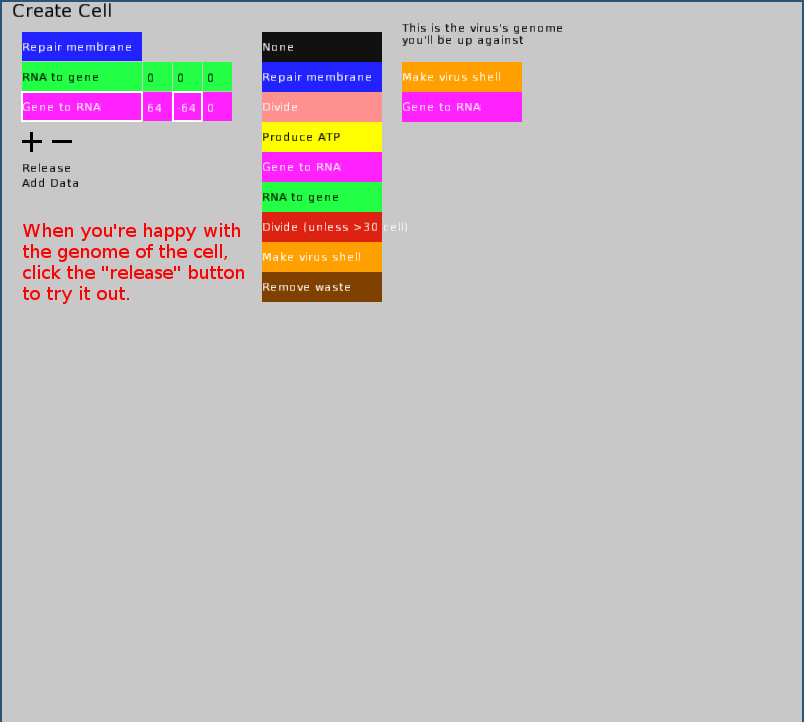 Create Cell
Repair membrane
RNA to gene 0 0 0
Gene to RNA 64 -64 0
Release
Add Data
When you're happy with
the genome of the cell,
click the "release" button
to try it out.
None
Repair membrane
Divide
Produce ATP
Gene to RNA
RNA to gene
Divide (unless >30 cell)
Make virus shell
Remove waste
This is the virus's genome
you'll be up against
Make virus shell
Gene to RNA